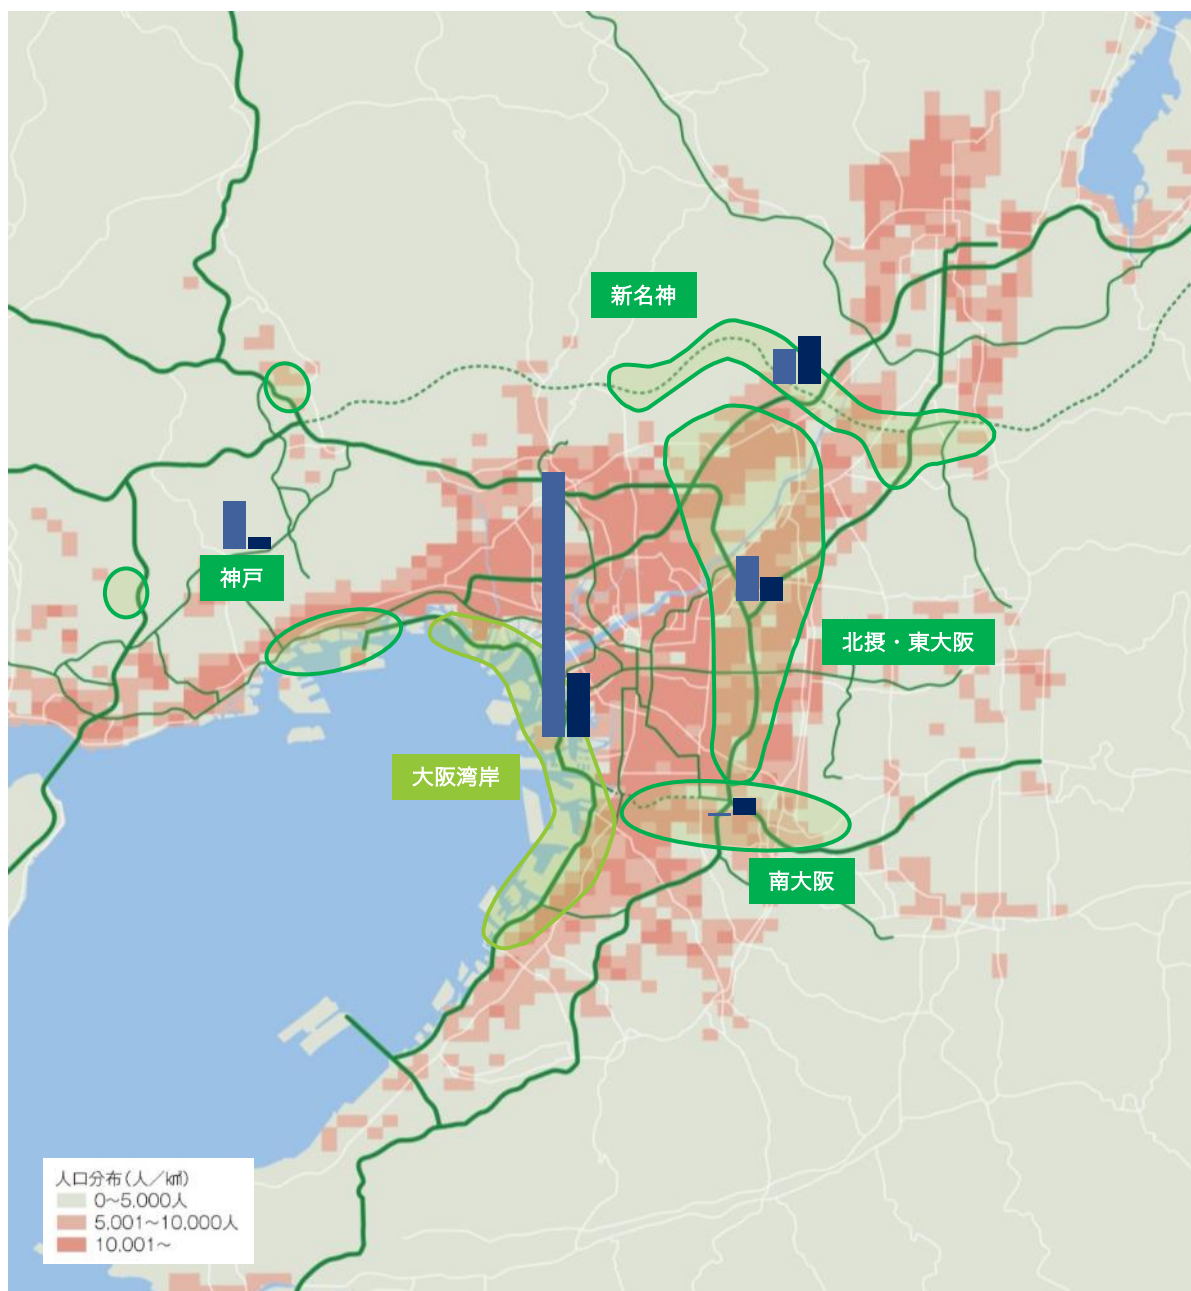 新名神
神戸
北摂・東大阪
大阪湾岸
南大阪
人口分布(人/㎢)
0~5,000人
5,001~10,000人
10,001~